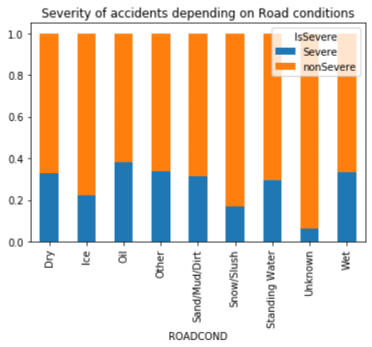 Severity of accidents depending on Road conditions
IsSevere
Severe
nonSevere
1.0
0.8
0.6
0.4
0.2
0.0
Dry
Ice
Oil
Other
Sand/Mud/Dirt
Snow/Slush
Standing Water
Unknown
Wet
ROADCOND